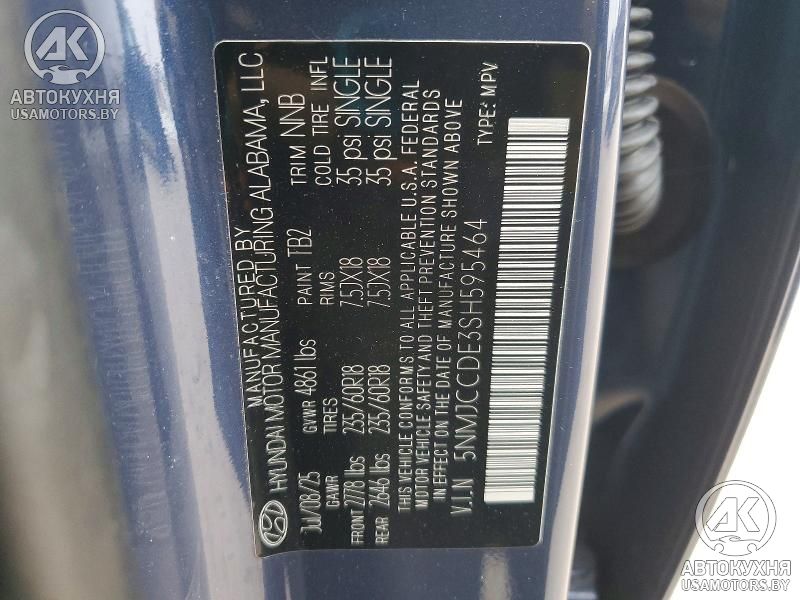 MANUFACTURED BY
HYUNDAI MOTOR MANUFACTURING ALABAMA, LLC
JUl/08/25 GVWR 4861 lbs PAINT TB2 TRIM NNB
GAWR TIRES RIMS COLD TIRE INFL
FRONT 2778 lbs 235/60R18 7.5JX18 35 psi SINGLE
REAR 2646 lbs 235/60R18 7.5JX18 35 psi SINGLE
THIS VEHICLE CONFORMS TO ALL APPLICABLE U.S.A. FEDERAL
MOTOR VEHICLE SAFETY AND THEFT PREVENTION STANDARDS
IN EFFECT ON THE DATE OF MANUFACTURE SHOWN ABOVE
V.I.N 5NMJCCDE3SH595464 TYPE: MPV
AK
АВТОКУХНЯ
USAMOTORS.BY
AK
АВТОКУХНЯ
USAMOTORS.BY